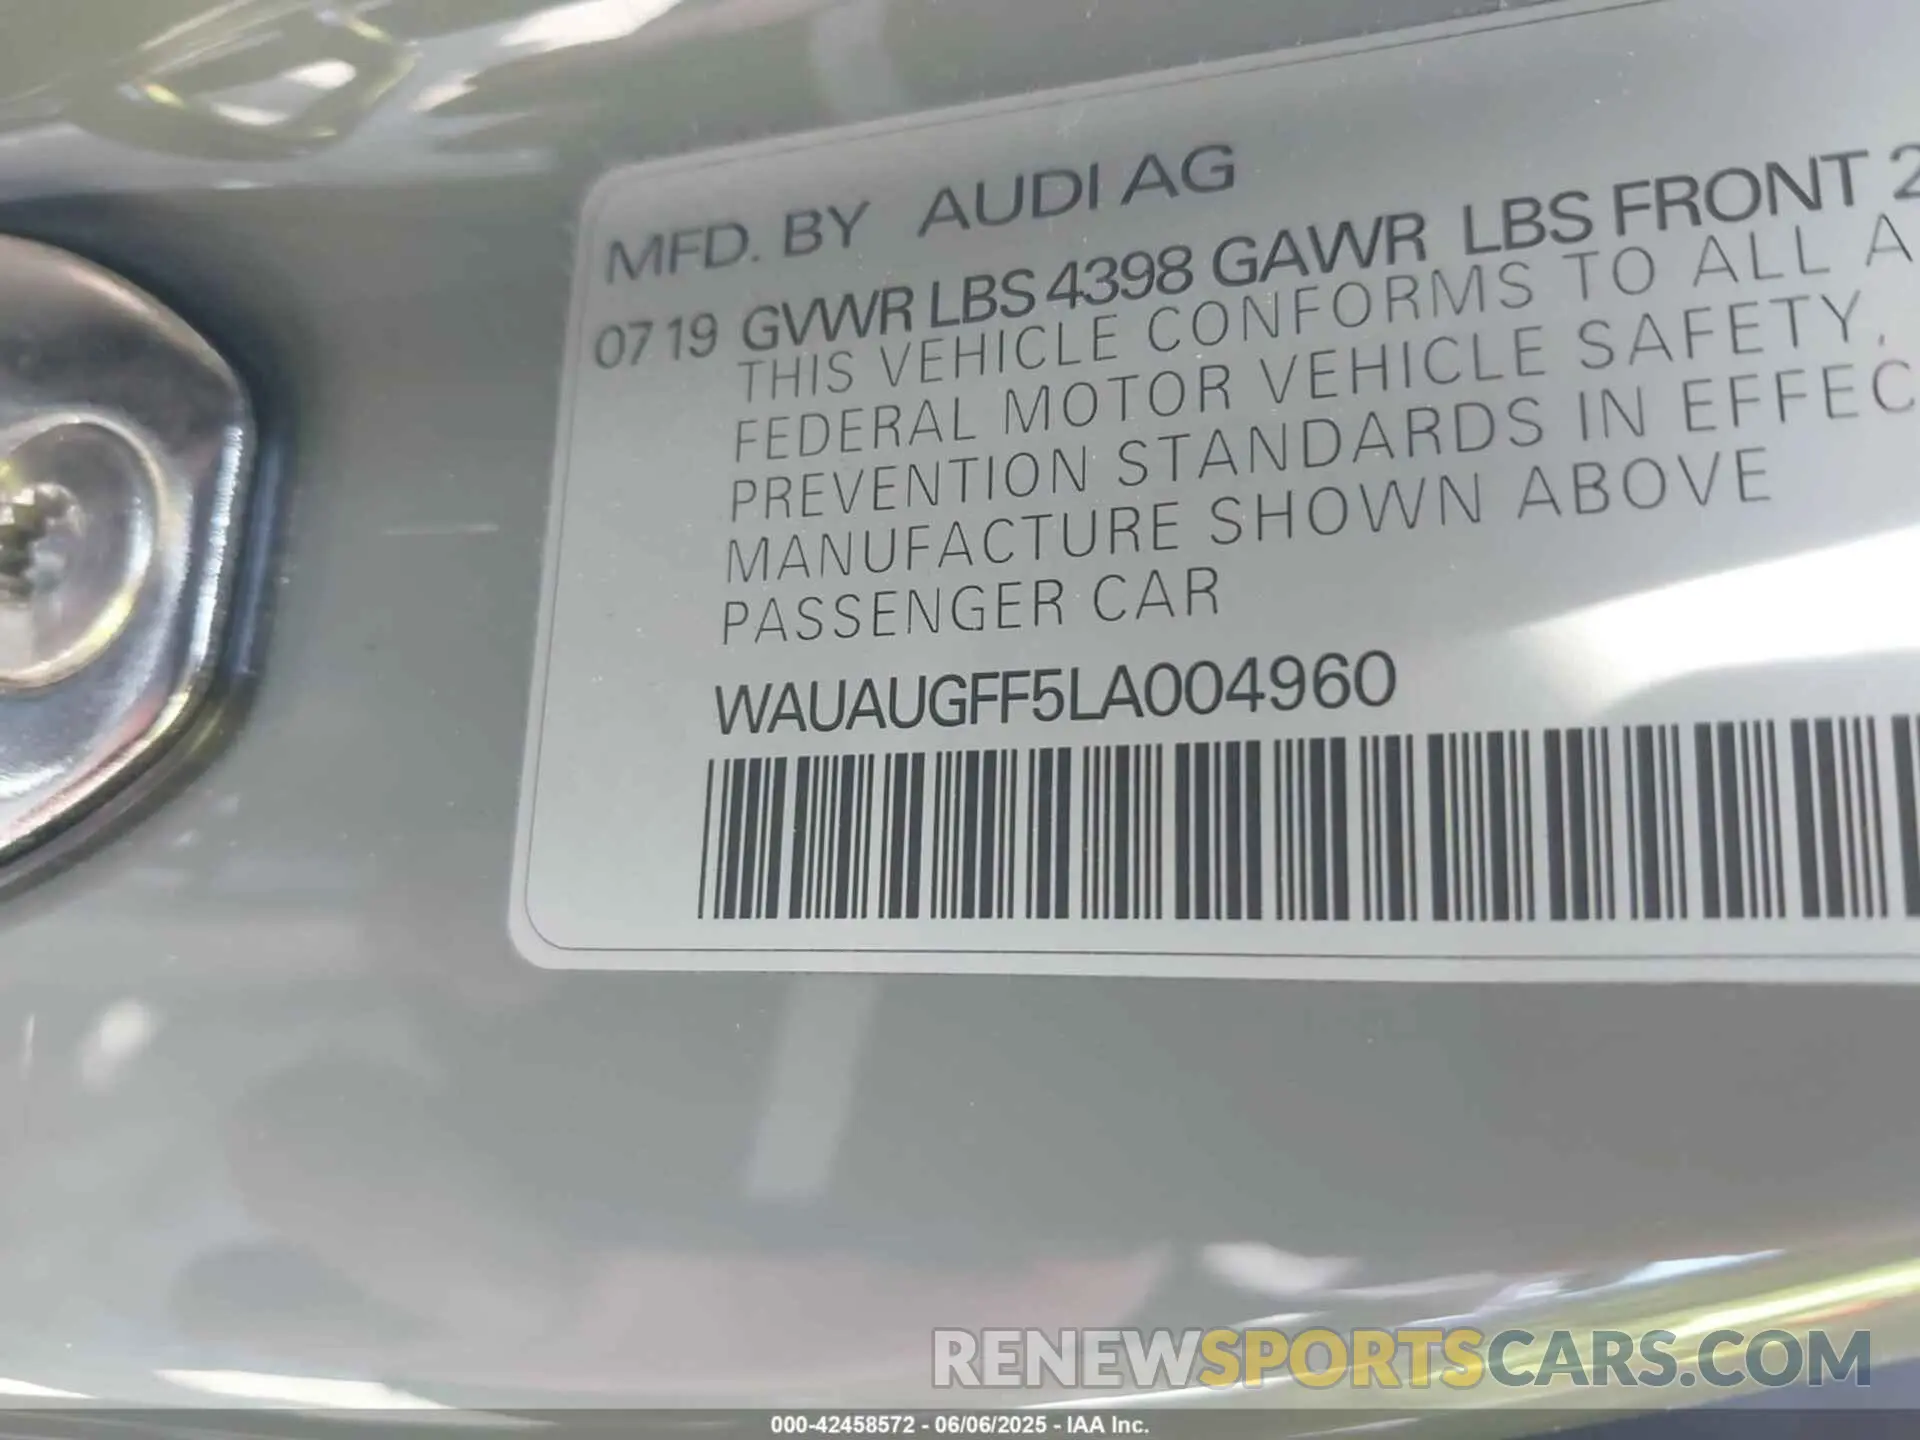 MFD. BY AUDI AG
07 19 GVWR LBS 4398 GAWR LBS FRONT 2
THIS VEHICLE CONFORMS TO ALL A
FEDERAL MOTOR VEHICLE SAFETY,
PREVENTION STANDARDS IN EFFEC
MANUFACTURE SHOWN ABOVE
PASSENGER CAR
WAUAUGFF5LA004960
RENEWSPORTSCARS.COM
000-42458572 - 06/06/2025 - IAA Inc.